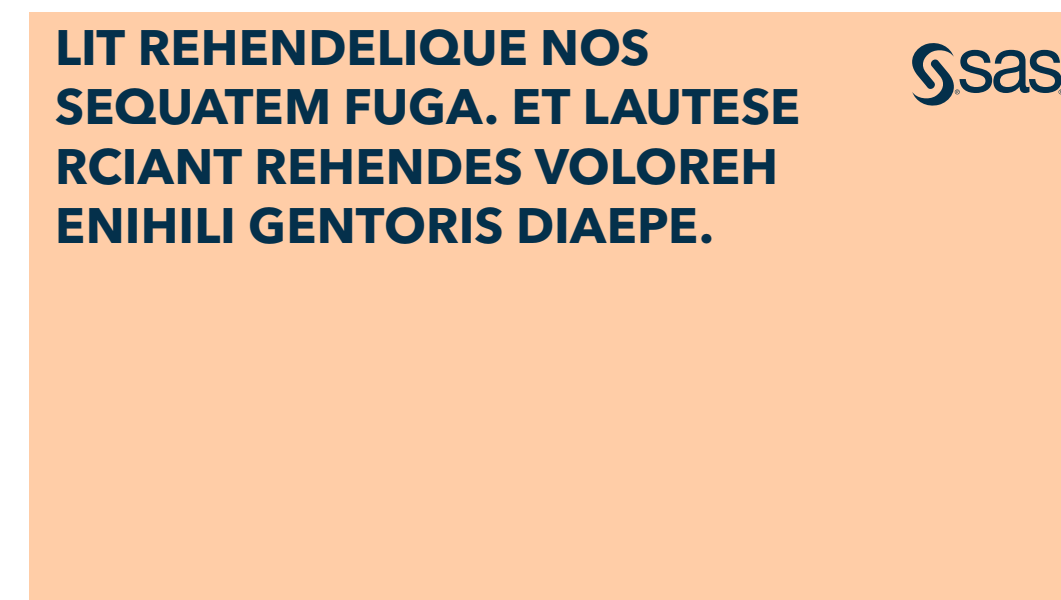 LIT REHENDELIQUE NOS
SEQUATEM FUGA. ET LAUTESE
RCIANT REHENDES VOLOREH
ENIHILI GENTORIS DIAEPE.
sas